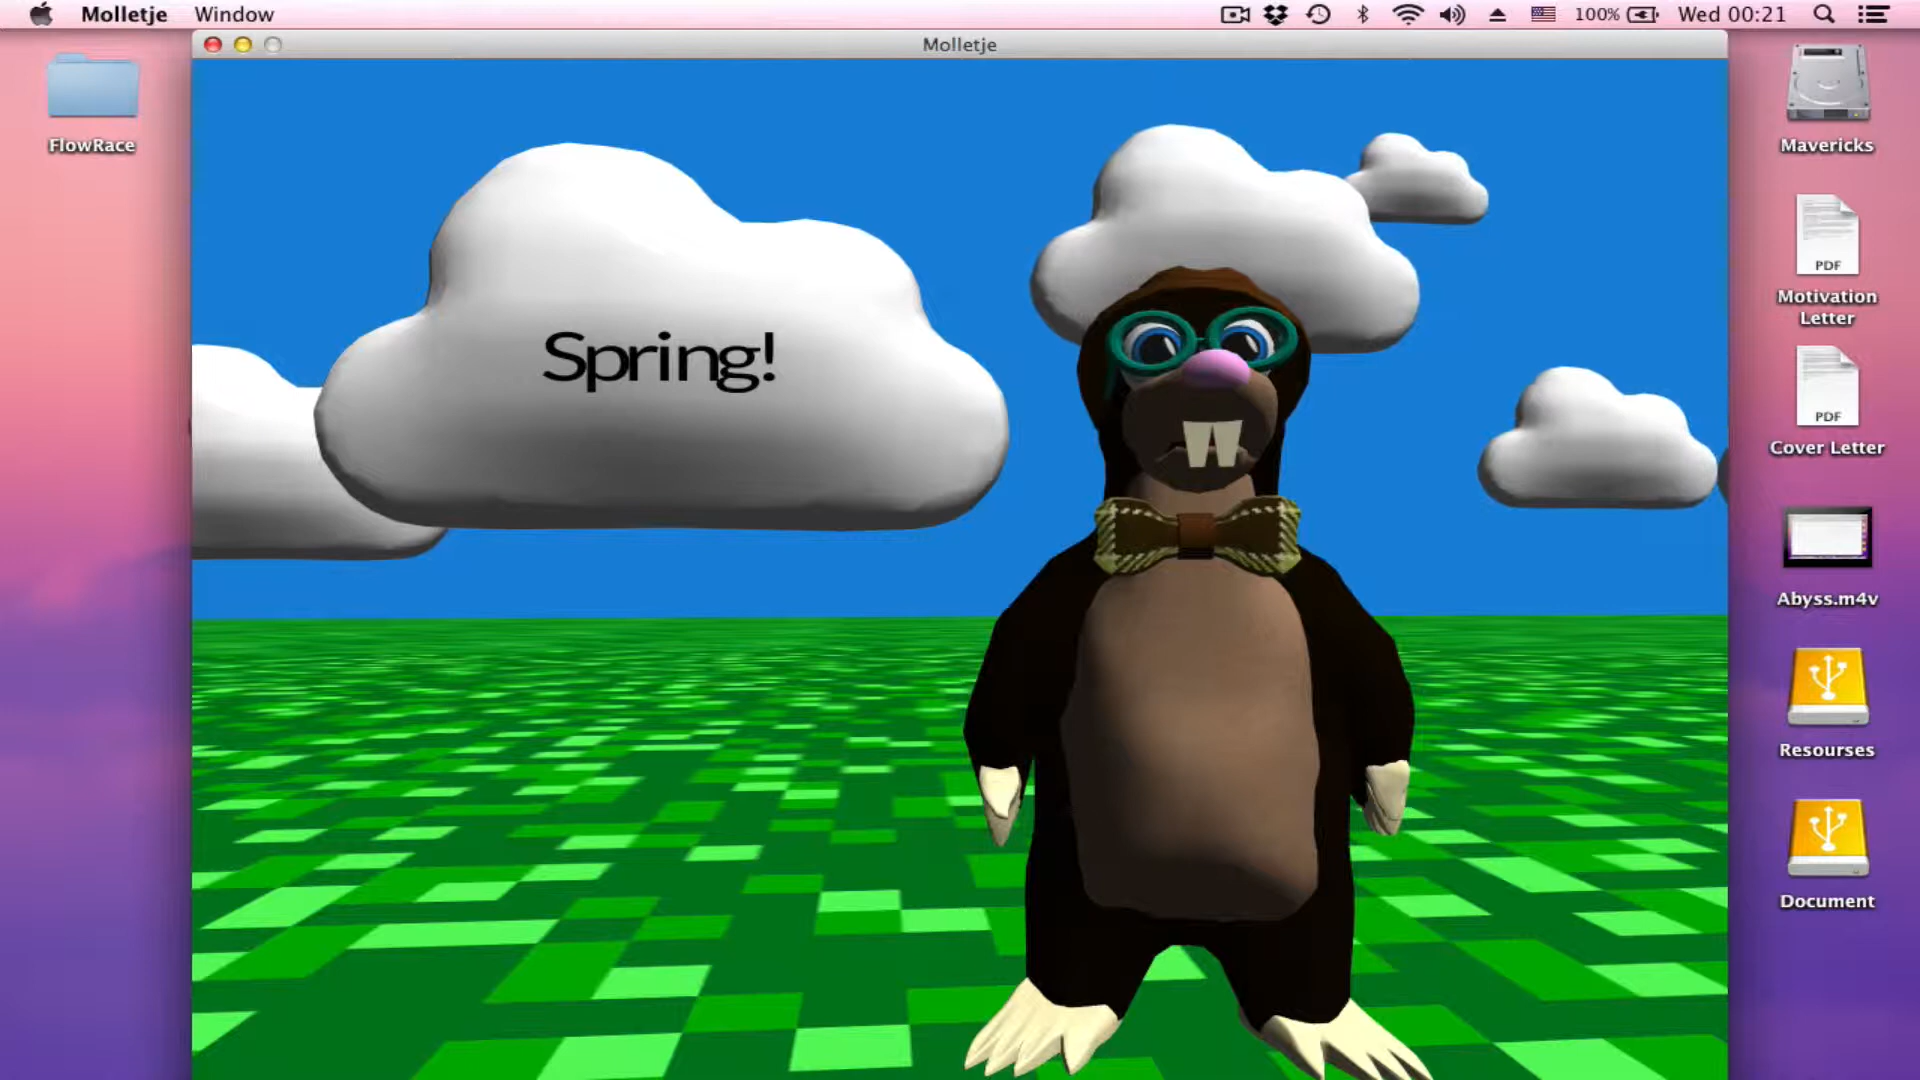 Molletje Window
100% Wed 00:21
Molletje
FlowRace
Spring!
Mavericks
PDF
Motivation
Letter
PDF
Cover Letter
Abyss.m4v
Resourses
Document